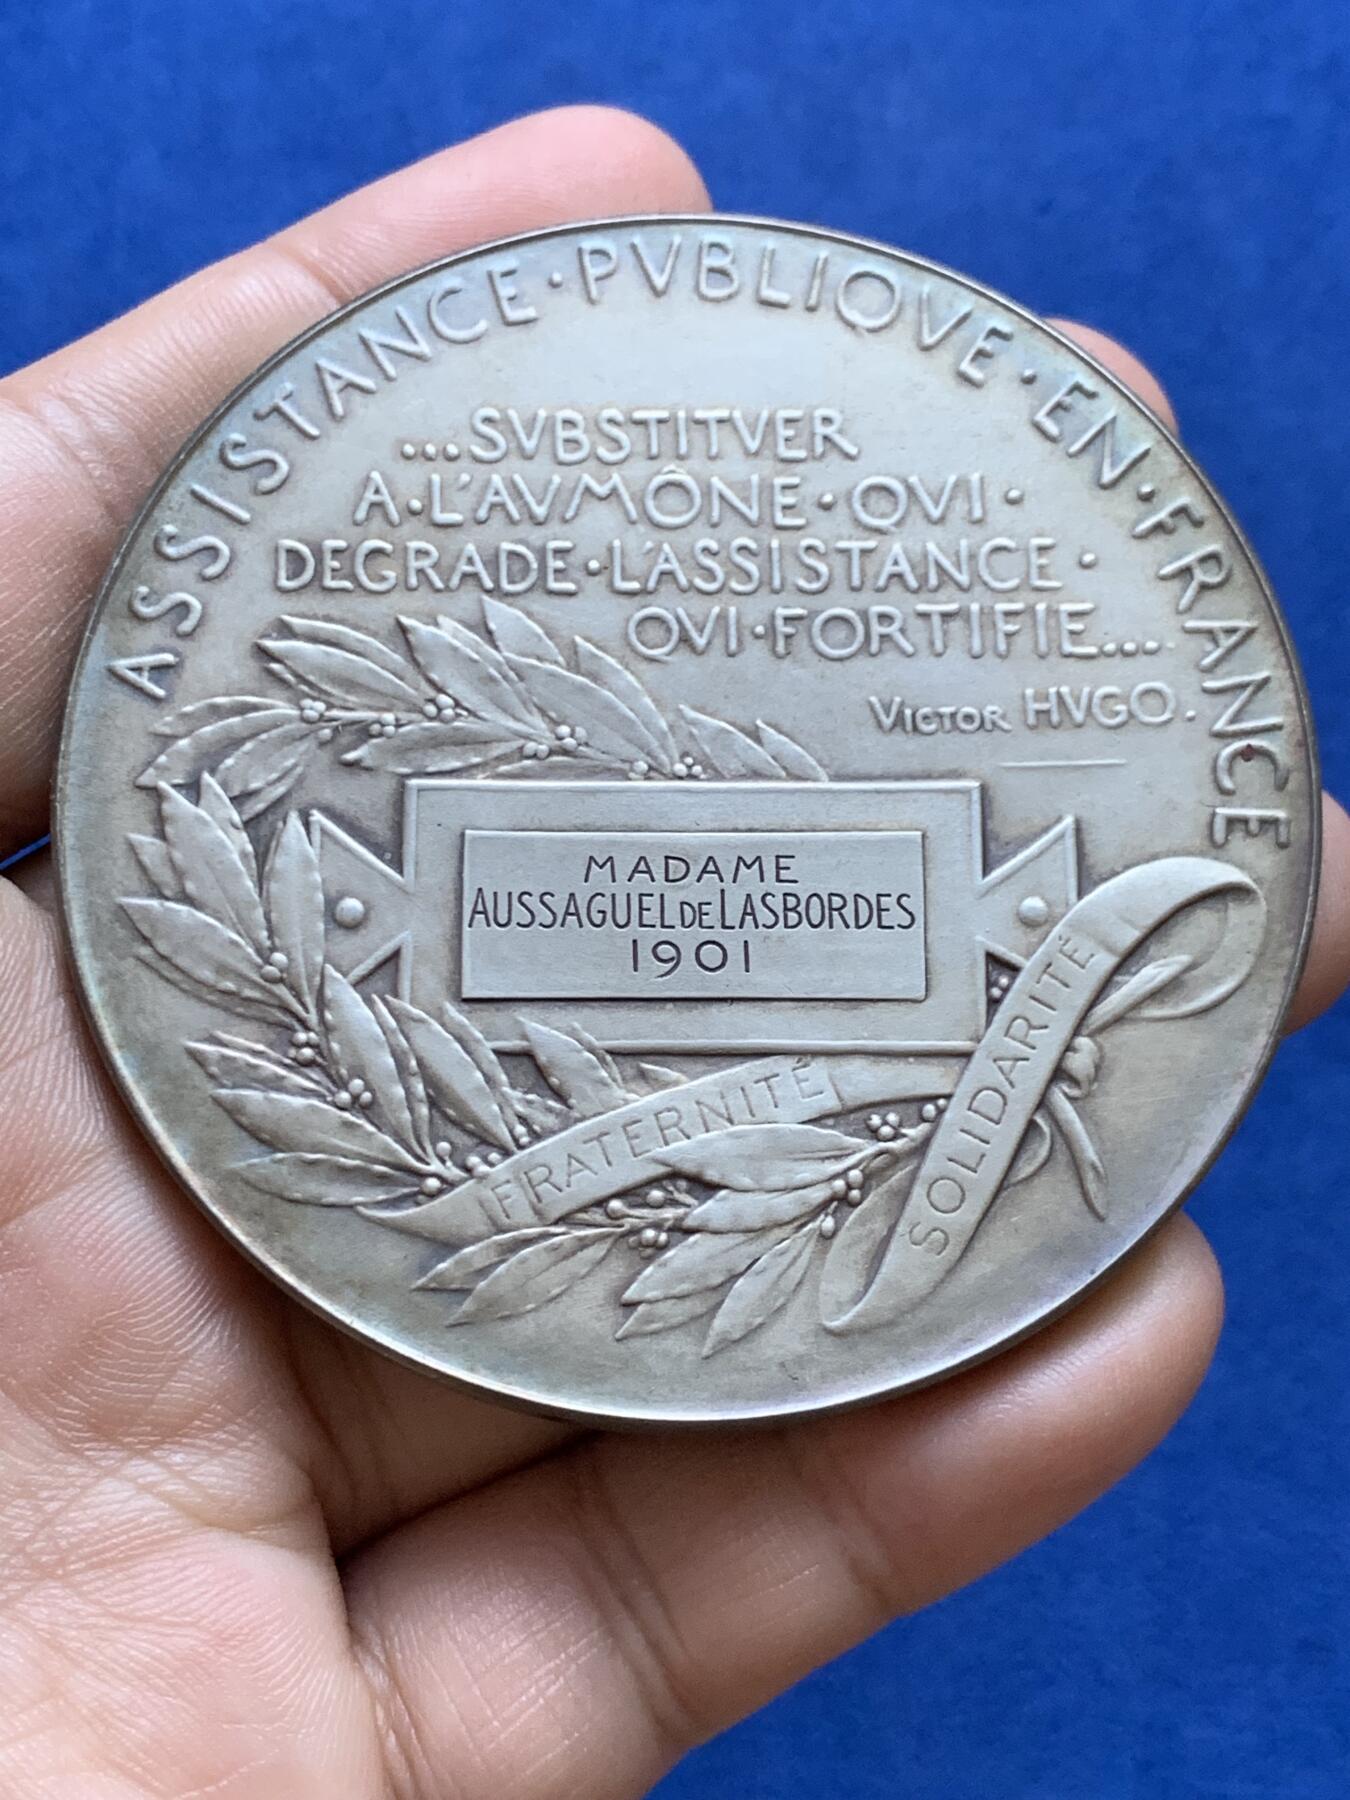 ASSISTANCE·PVBLIQVE·EN·FRANCE
...SVBSTITVER
A·L'AVMÔNE·QVI·
DEGRADE·L'ASSISTANCE·
QVI·FORTIFIE....
VICTOR HVGO.
MADAME
AUSSAGUEL DE LASBORDES
1901
FRATERNITÉ
SOLIDARITÉ